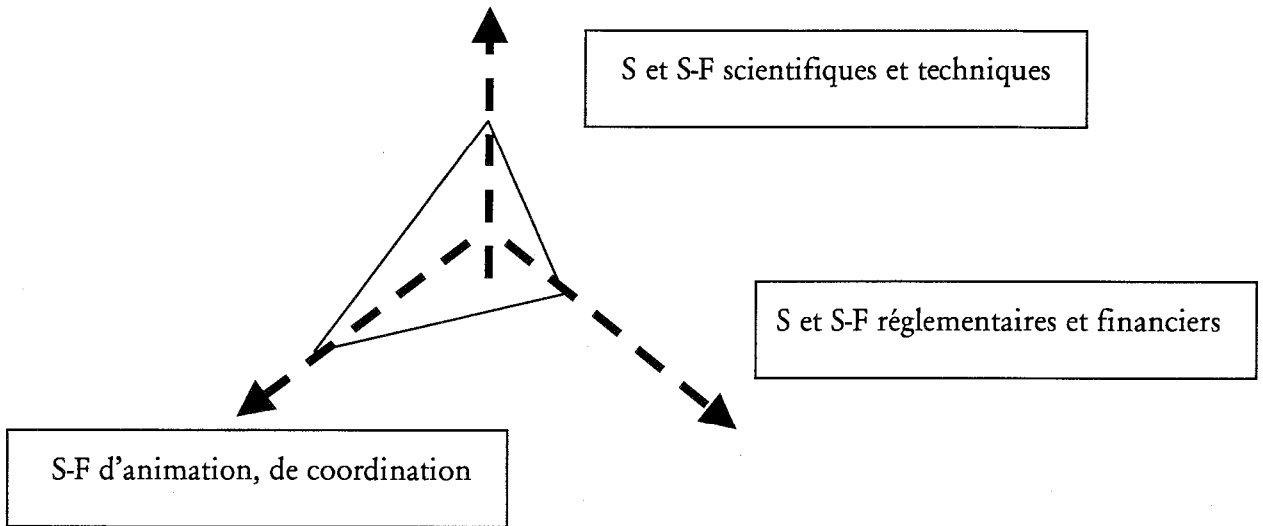 S et S-F scientifiques et techniques
S et S-F réglementaires et financiers
S-F d'animation, de coordination